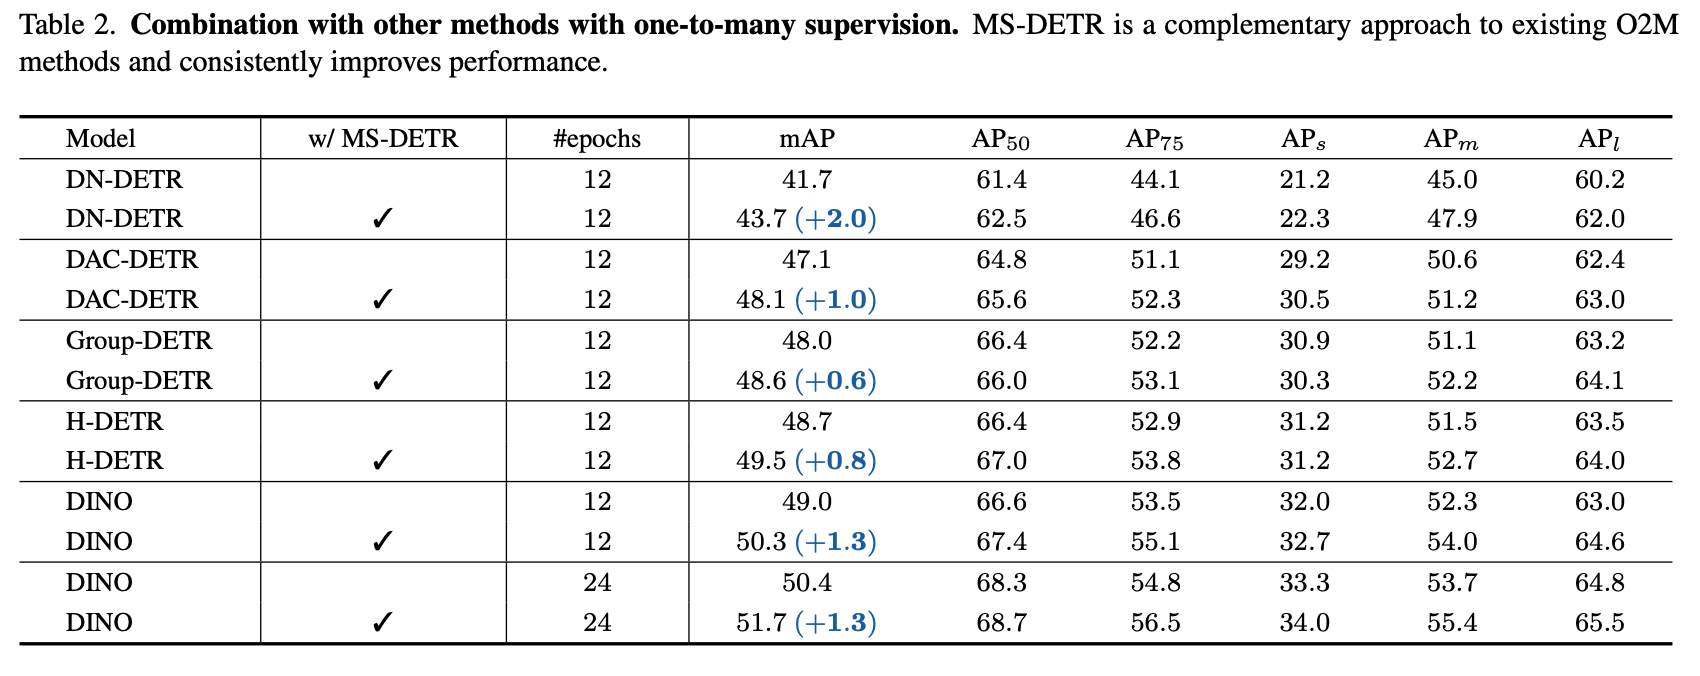 Table 2. Combination with other methods with one-to-many supervision. MS-DETR is a complementary approach to existing O2M
methods and consistently improves performance.
Model w/ MS-DETR #epochs mAP AP50 AP75 APs APm APl
DN-DETR 12 41.7 61.4 44.1 21.2 45.0 60.2
DN-DETR ✓ 12 43.7 (+2.0) 62.5 46.6 22.3 47.9 62.0
DAC-DETR 12 47.1 64.8 51.1 29.2 50.6 62.4
DAC-DETR ✓ 12 48.1 (+1.0) 65.6 52.3 30.5 51.2 63.0
Group-DETR 12 48.0 66.4 52.2 30.9 51.1 63.2
Group-DETR ✓ 12 48.6 (+0.6) 66.0 53.1 30.3 52.2 64.1
H-DETR 12 48.7 66.4 52.9 31.2 51.5 63.5
H-DETR ✓ 12 49.5 (+0.8) 67.0 53.8 31.2 52.7 64.0
DINO 12 49.0 66.6 53.5 32.0 52.3 63.0
DINO ✓ 12 50.3 (+1.3) 67.4 55.1 32.7 54.0 64.6
DINO 24 50.4 68.3 54.8 33.3 53.7 64.8
DINO ✓ 24 51.7 (+1.3) 68.7 56.5 34.0 55.4 65.5